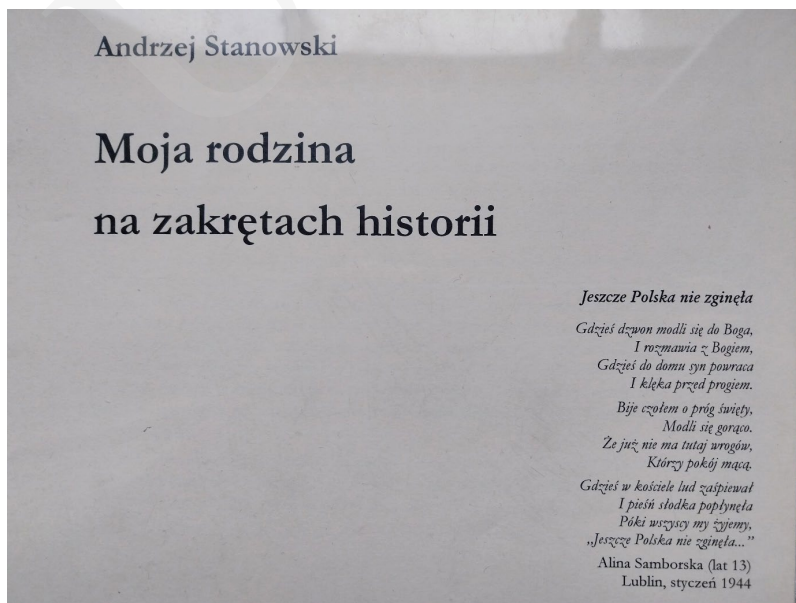 Andrzej Stanowski
Moja rodzina
na zakrętach historii
Jeszcze Polska nie zginęła
Gdzieś dzwon modli się do Boga,
I rozmawia z Bogiem,
Gdzieś do domu syn powraca
I klęka przed progiem.
Bije czołem o próg święty,
Modli się gorąco.
Że już nie ma tutaj wrogów,
Którzy pokój mącą.
Gdzieś w kościele lud zaśpiewał
I pieśń słodka popłynęła
Póki wszyscy my żyjemy,
„Jeszcze Polska nie zginęła...”
Alina Samborska (lat 13)
Lublin, styczeń 1944